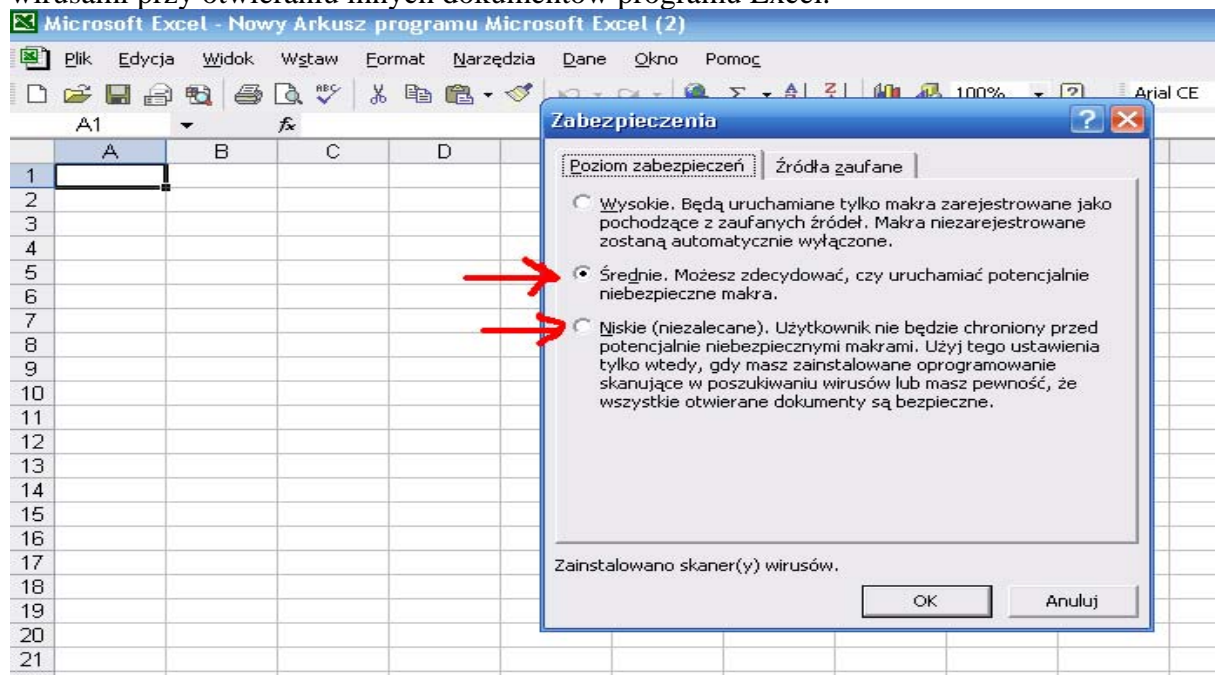 wirusami przy otwieraniu innych dokumentów programu Excel.
Microsoft Excel - Nowy Arkusz programu Microsoft Excel (2)
Plik Edycja Widok Wstaw Format Narzędzia Dane Okno Pomoc
100% Arial CE
A1 fx
Zabezpieczenia
A B C D
Poziom zabezpieczeń Źródła zaufane
Wysokie. Będą uruchamiane tylko makra zarejestrowane jako
pochodzące z zaufanych źródeł. Makra niezarejestrowane
zostaną automatycznie wyłączone.
Średnie. Możesz zdecydować, czy uruchamiać potencjalnie
niebezpieczne makra.
Niskie (niezalecane). Użytkownik nie będzie chroniony przed
potencjalnie niebezpiecznymi makrami. Użyj tego ustawienia
tylko wtedy, gdy masz zainstalowane oprogramowanie
skanujące w poszukiwaniu wirusów lub masz pewność, że
wszystkie otwierane dokumenty są bezpieczne.
Zainstalowano skaner(y) wirusów.
OK Anuluj
1
2
3
4
5
6
7
8
9
10
11
12
13
14
15
16
17
18
19
20
21